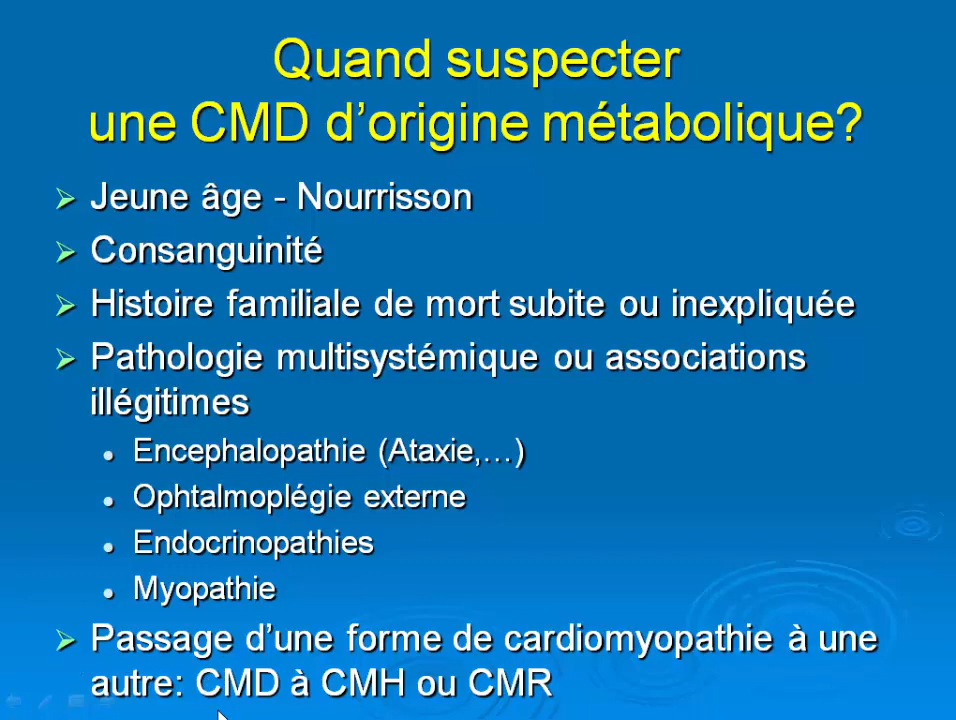 Quand suspecter
une CMD d’origine métabolique?
Jeune âge - Nourrisson
Consanguinité
Histoire familiale de mort subite ou inexpliquée
Pathologie multisystémique ou associations
illégitimes
Encephalopathie (Ataxie,…)
Ophtalmoplégie externe
Endocrinopathies
Myopathie
Passage d’une forme de cardiomyopathie à une
autre: CMD à CMH ou CMR